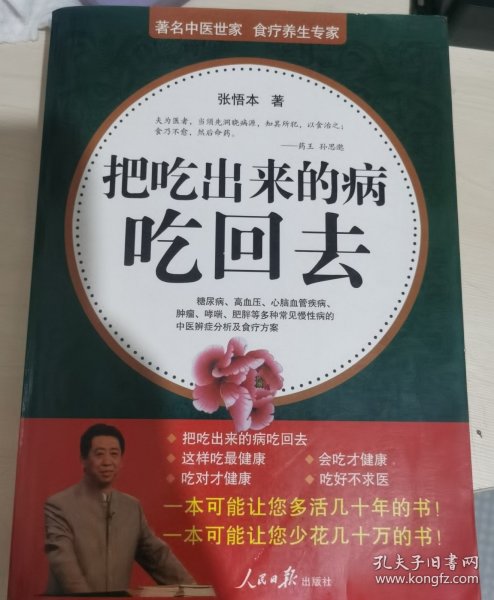 著名中医世家 食疗养生专家
张悟本 著
夫为医者，当须先洞晓病源，知其所犯，以食治之；
食乃不愈，然后命药。
——药王 孙思邈
把吃出来的病
吃回去
糖尿病、高血压、心脑血管疾病、
肿瘤、哮喘、肥胖等多种常见慢性病的
中医辨症分析及食疗方案
◆ 把吃出来的病吃回去
◆ 这样吃最健康 ◆ 会吃才健康
◆ 吃对才健康 ◆ 吃好不求医
一本可能让您多活几十年的书！
一本可能让您少花几十万的书！
人民日报出版社
孔夫子旧书网
www.kongfz.com